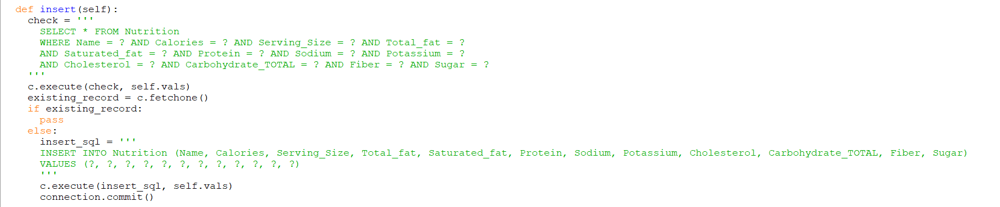 def insert(self):
check = '''
SELECT * FROM Nutrition
WHERE Name = ? AND Calories = ? AND Serving_Size = ? AND Total_fat = ?
AND Saturated_fat = ? AND Protein = ? AND Sodium = ? AND Potassium = ?
AND Cholesterol = ? AND Carbohydrate_TOTAL = ? AND Fiber = ? AND Sugar = ?
'''
c.execute(check, self.vals)
existing_record = c.fetchone()
if existing_record:
pass
else:
insert_sql = '''
INSERT INTO Nutrition (Name, Calories, Serving_Size, Total_fat, Saturated_fat, Protein, Sodium, Potassium, Cholesterol, Carbohydrate_TOTAL, Fiber, Sugar)
VALUES (?, ?, ?, ?, ?, ?, ?, ?, ?, ?, ?, ?)
'''
c.execute(insert_sql, self.vals)
connection.commit()